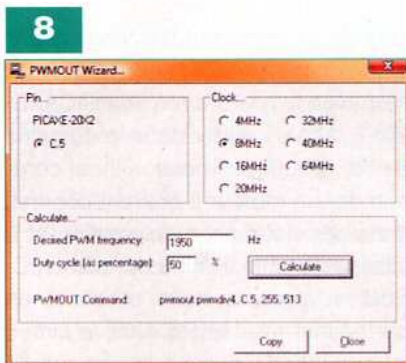 8
PWMOUT Wizard...
Pin...
PICAXE-20X2
C.5
Clock...
4MHz 32MHz
8MHz 40MHz
16MHz 64MHz
20MHz
Calculate...
Desired PWM frequency: 1950 Hz
Duty cycle (as percentage): 50 %
Calculate
PWMOUT Command: pwmout pwmdiv4, C.5, 255, 513
Copy Close